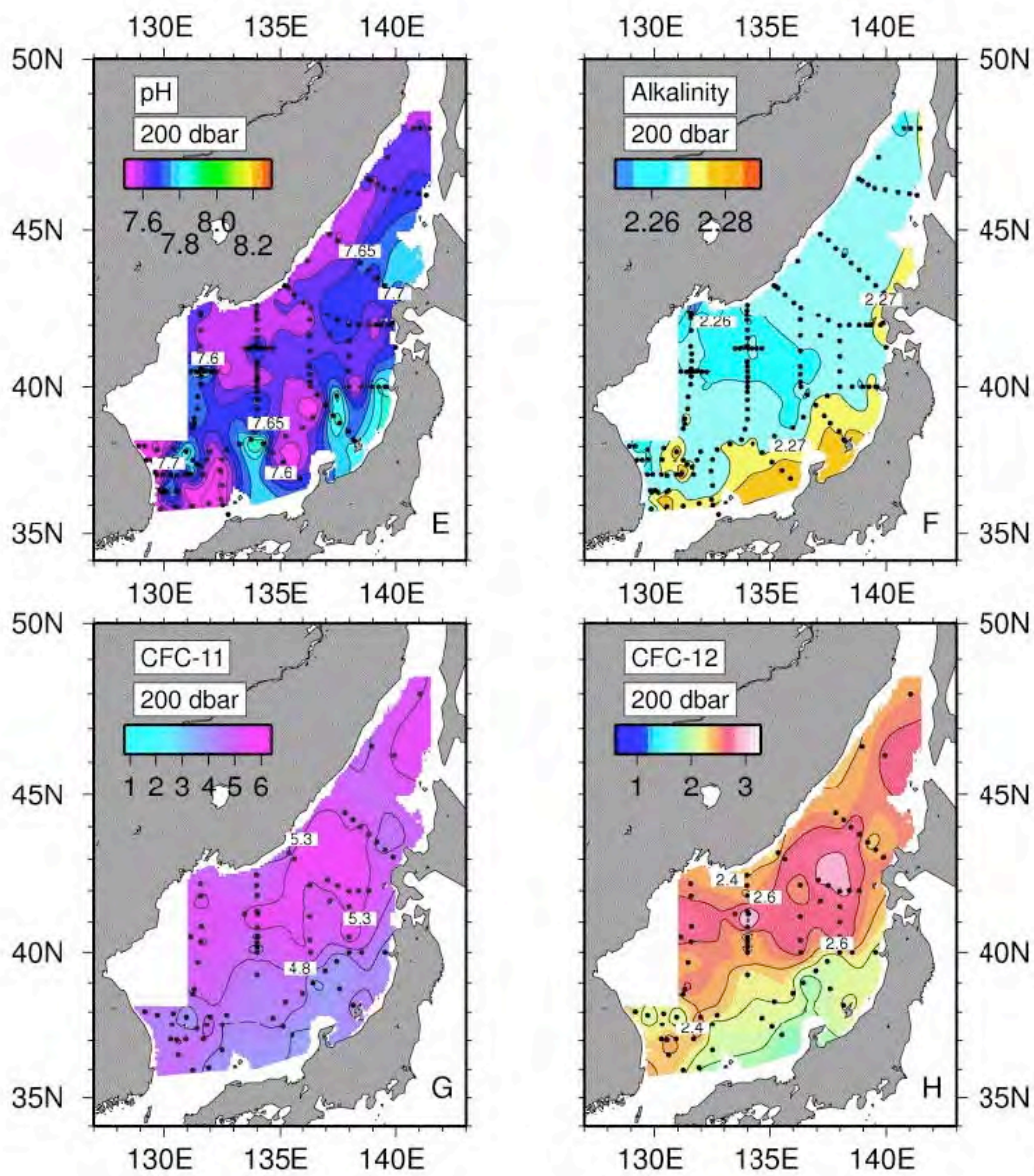 130E 135E 140E 130E 135E 140E
50N 50N
pH Alkalinity
200 dbar 200 dbar
7.6 8.0 2.26 2.28
7.8 8.2
45N 45N
7.65
7.7 2.27
2.26
7.6
40N 40N
7.65 2.27
7.7 7.6
35N E F 35N
130E 135E 140E 130E 135E 140E
50N 50N
CFC-11 CFC-12
200 dbar 200 dbar
1 2 3 4 5 6 1 2 3
45N 45N
5.3
2.4
2.6
5.3 2.6
40N 40N
4.8
2.4
35N G H 35N
130E 135E 140E 130E 135E 140E